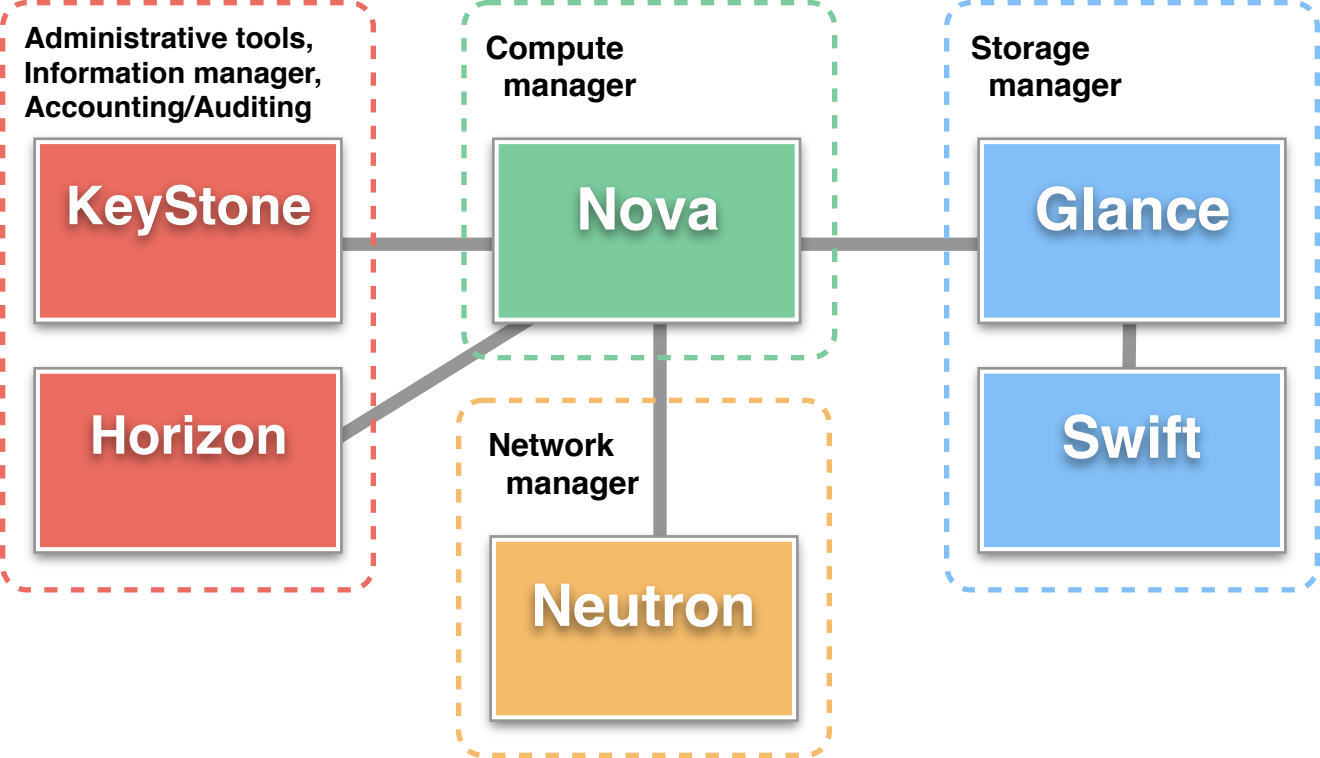 Administrative tools,
Information manager,
Accounting/Auditing
KeyStone
Horizon
Compute
manager
Nova
Network
manager
Neutron
Storage
manager
Glance
Swift